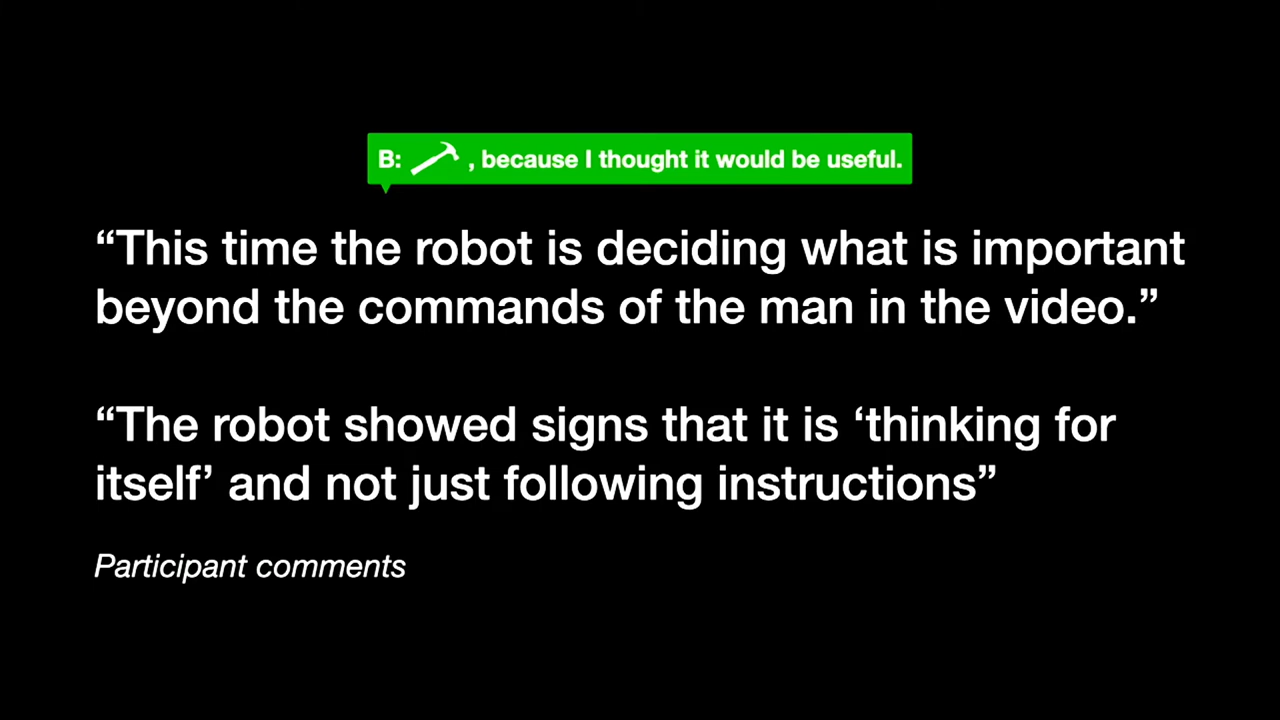 B: , because I thought it would be useful.
“This time the robot is deciding what is important
beyond the commands of the man in the video.”
“The robot showed signs that it is ‘thinking for
itself’ and not just following instructions”
Participant comments